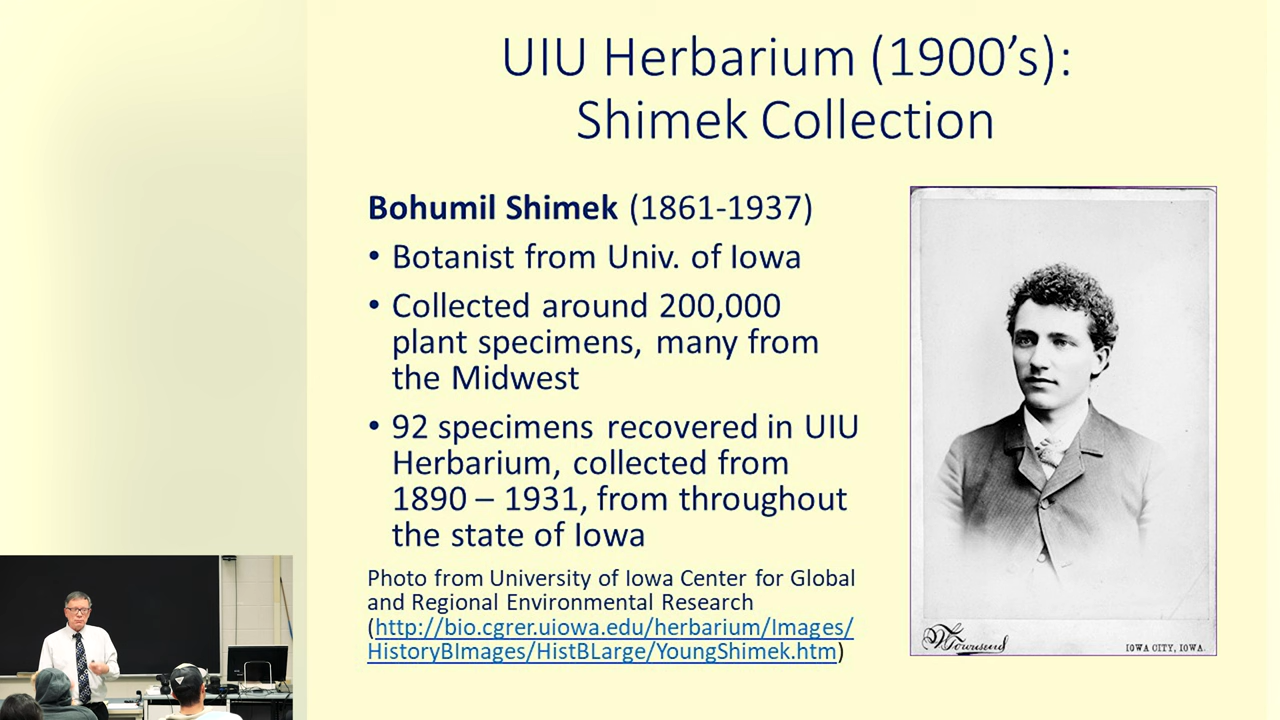 UIU Herbarium (1900’s):
Shimek Collection
Bohumil Shimek (1861-1937)
• Botanist from Univ. of Iowa
• Collected around 200,000
plant specimens, many from
the Midwest
• 92 specimens recovered in UIU
Herbarium, collected from
1890 – 1931, from throughout
the state of Iowa
Photo from University of Iowa Center for Global
and Regional Environmental Research
(http://bio.cgrer.uiowa.edu/herbarium/Images/
HistoryBImages/HistBLarge/YoungShimek.htm)
Townsend
IOWA CITY, IOWA.